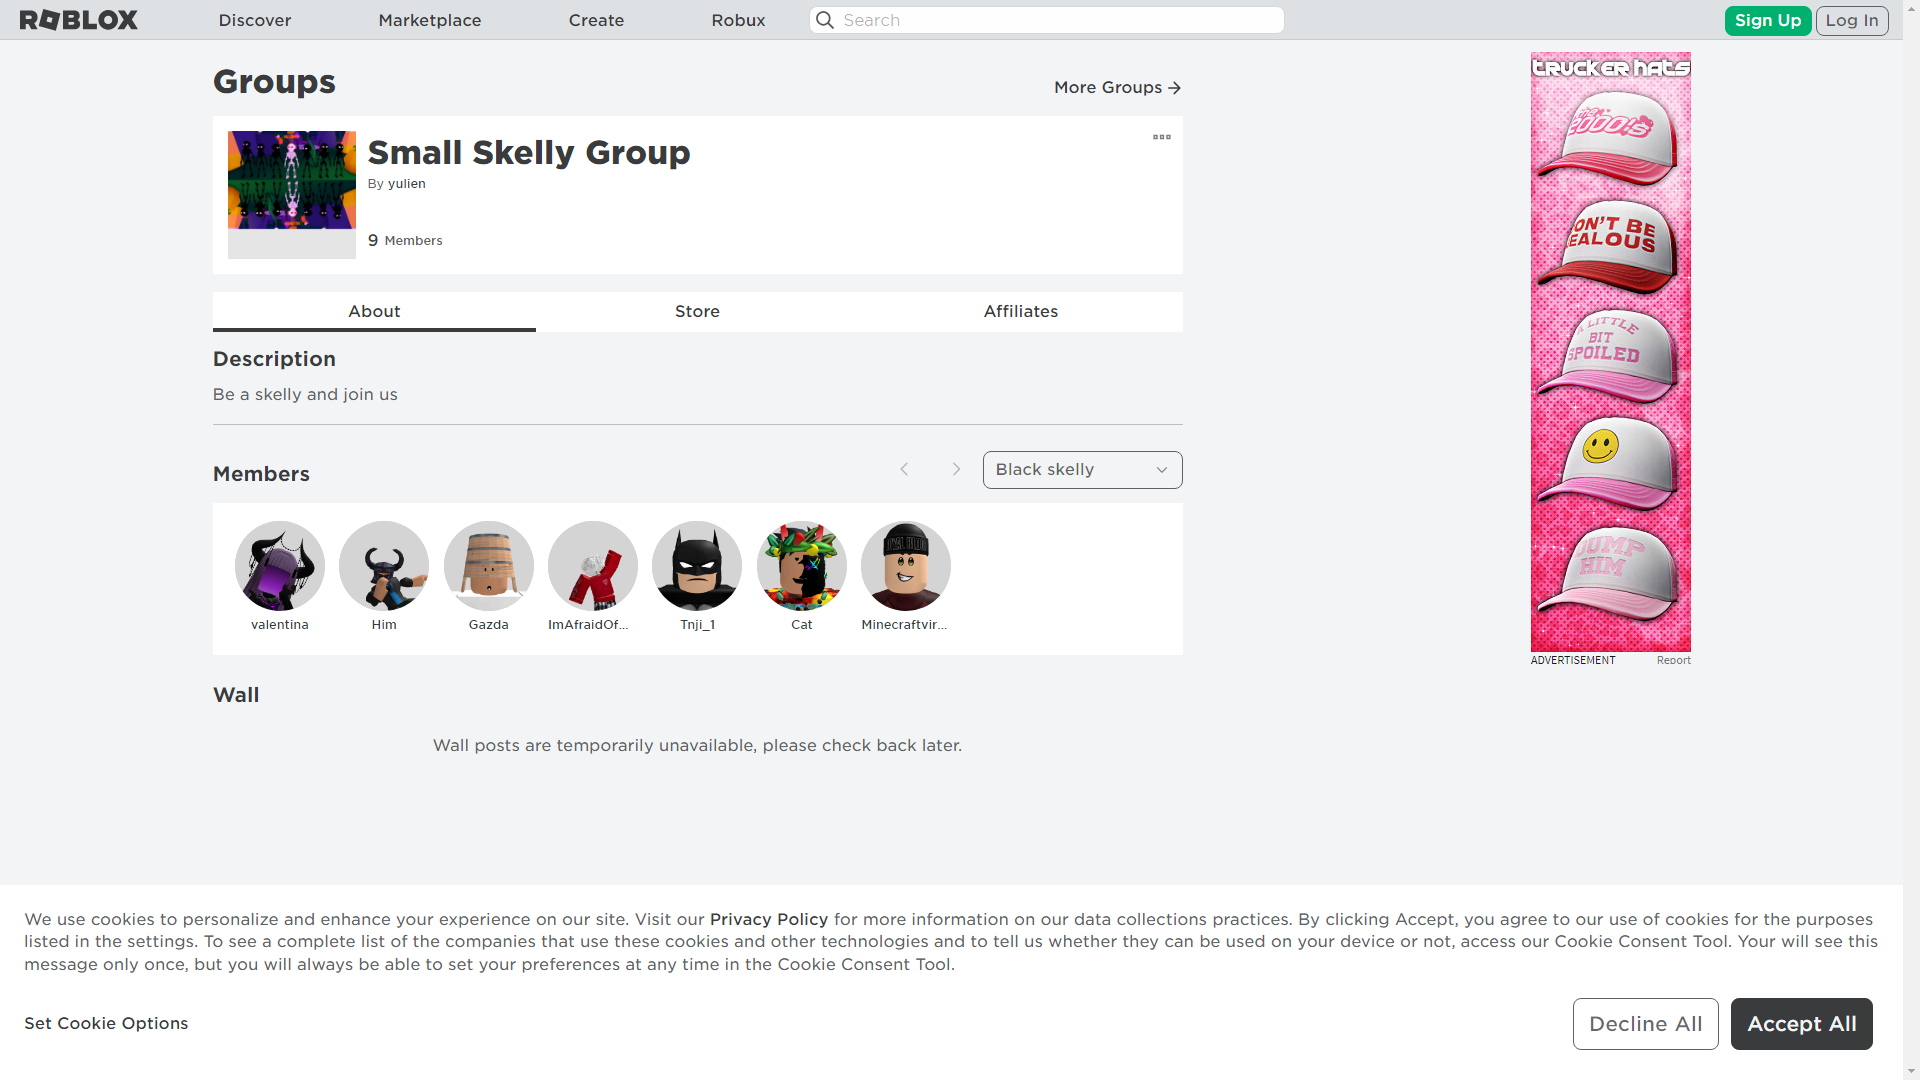 ROBLOX
Discover
Marketplace
Create
Robux
Search
Sign Up
Log In
Groups
More Groups
Small Skelly Group
By yulien
9 Members
About
Store
Affiliates
Description
Be a skelly and join us
Members
Black skelly
valentina
Him
Gazda
ImAfraidOf...
Tnji_1
Cat
Minecraftvir...
Wall
Wall posts are temporarily unavailable, please check back later.
TRUCKER HATS
2000!S
ON'T BE
EALOUS
A LITTLE
BIT
SPOILED
JUMP
HIM
ADVERTISEMENT
Report
We use cookies to personalize and enhance your experience on our site. Visit our Privacy Policy for more information on our data collections practices. By clicking Accept, you agree to our use of cookies for the purposes
listed in the settings. To see a complete list of the companies that use these cookies and other technologies and to tell us whether they can be used on your device or not, access our Cookie Consent Tool. Your will see this
message only once, but you will always be able to set your preferences at any time in the Cookie Consent Tool.
Set Cookie Options
Decline All
Accept All